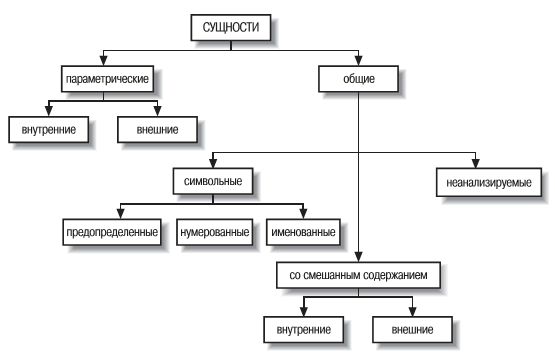 СУЩНОСТИ
параметрические
общие
внутренние
внешние
символьные
неанализируемые
предопределенные
нумерованные
именованные
со смешанным содержанием
внутренние
внешние